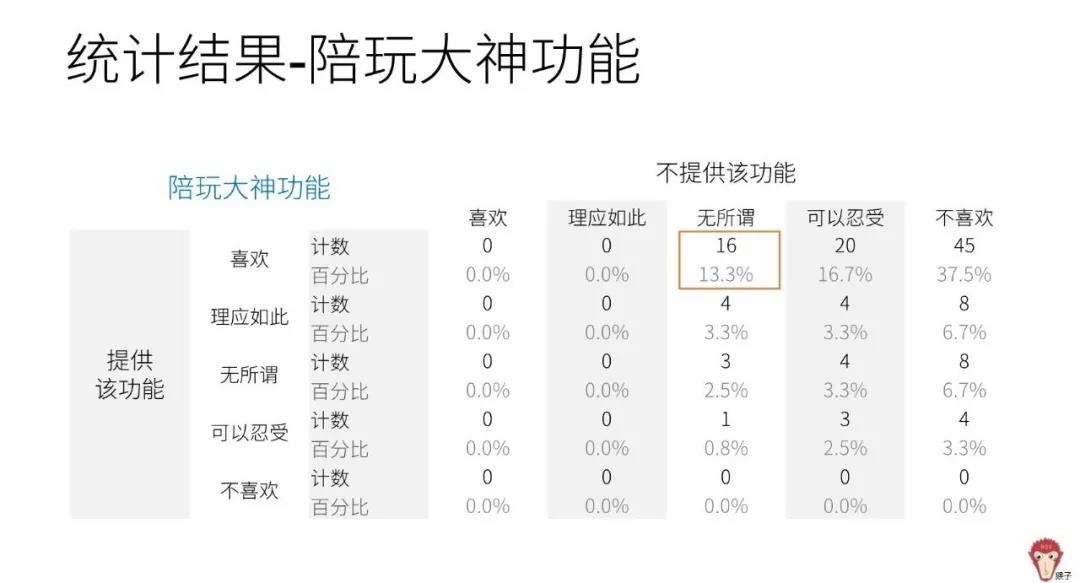 统计结果-陪玩大神功能
陪玩大神功能
不提供该功能
喜欢 理应如此 无所谓 可以忍受 不喜欢
提供
该功能
喜欢
计数 0 0 16 20 45
百分比 0.0% 0.0% 13.3% 16.7% 37.5%
理应如此
计数 0 0 4 4 8
百分比 0.0% 0.0% 3.3% 3.3% 6.7%
无所谓
计数 0 0 3 4 8
百分比 0.0% 0.0% 2.5% 3.3% 6.7%
可以忍受
计数 0 0 1 3 4
百分比 0.0% 0.0% 0.8% 2.5% 3.3%
不喜欢
计数 0 0 0 0 0
百分比 0.0% 0.0% 0.0% 0.0% 0.0%
猴子